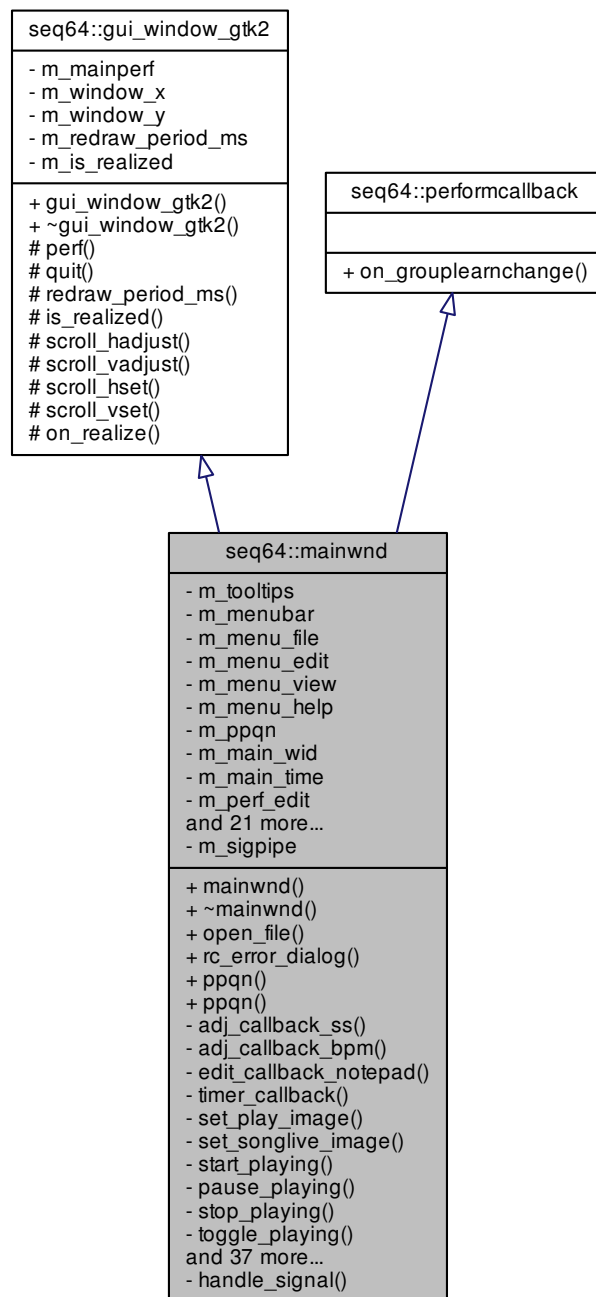 seq64::gui_window_gtk2
- m_mainperf
- m_window_x
- m_window_y
- m_redraw_period_ms
- m_is_realized
+ gui_window_gtk2()
+ ~gui_window_gtk2()
# perf()
# quit()
# redraw_period_ms()
# is_realized()
# scroll_hadjust()
# scroll_vadjust()
# scroll_hset()
# scroll_vset()
# on_realize()
seq64::performcallback
+ on_grouplearnchange()
seq64::mainwnd
- m_tooltips
- m_menubar
- m_menu_file
- m_menu_edit
- m_menu_view
- m_menu_help
- m_ppqn
- m_main_wid
- m_main_time
- m_perf_edit
and 21 more...
- m_sigpipe
+ mainwnd()
+ ~mainwnd()
+ open_file()
+ rc_error_dialog()
+ ppqn()
+ ppqn()
- adj_callback_ss()
- adj_callback_bpm()
- edit_callback_notepad()
- timer_callback()
- set_play_image()
- set_songlive_image()
- start_playing()
- pause_playing()
- stop_playing()
- toggle_playing()
and 37 more...
- handle_signal()